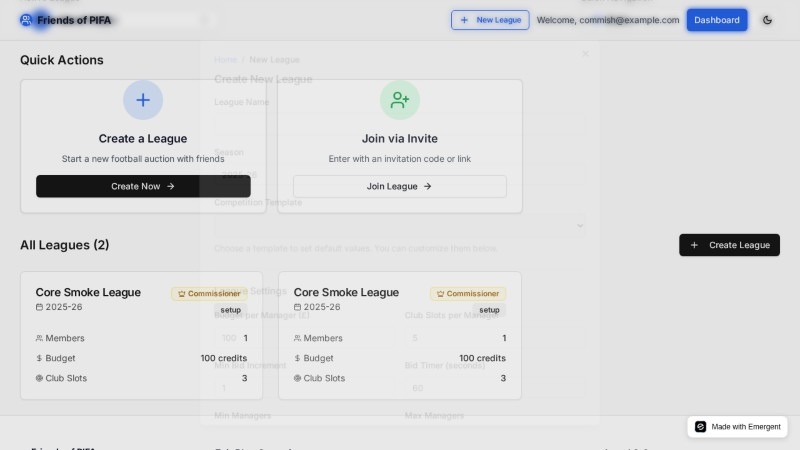 Friends of PIFA
New League
Welcome, commish@example.com
Dashboard
Quick Actions
Home / New League
Create New League
League Name
Create a League
Start a new football auction with friends
Create Now →
Join via Invite
Enter with an invitation code or link
Join League →
Season
2025-26
Competition Template
Choose a template to set default values. You can customize them below.
All Leagues (2)
Create League
Core Smoke League
Commissioner
2025-26
setup
Members 1
Budget 100 credits
Club Slots 3
Core Smoke League
Commissioner
2025-26
setup
Members 1
Budget 100 credits
Club Slots 3
League Settings
Budget per Manager (£)
100
Club Slots per Manager
5
Min Bid Increment
1
Bid Timer (seconds)
60
Min Managers
Max Managers
Made with Emergent
Friends of PIFA